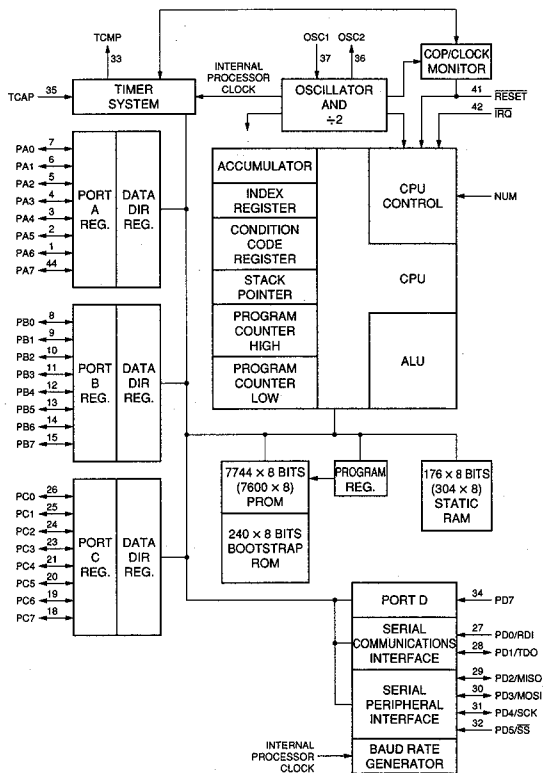 TCMP
33
OSC1
OSC2
37
36
COP/CLOCK
MONITOR
INTERNAL
PROCESSOR
CLOCK
TCAP
35
TIMER
SYSTEM
OSCILLATOR
AND
÷2
41
RESET
42
IRQ
NUM
PA0 7
PA1 6
PA2 5
PA3 4
PA4 3
PA5 2
PA6 1
PA7 44
PORT
A
REG.
DATA
DIR
REG.
ACCUMULATOR
INDEX
REGISTER
CONDITION
CODE
REGISTER
STACK
POINTER
PROGRAM
COUNTER
HIGH
PROGRAM
COUNTER
LOW
CPU
CONTROL
CPU
ALU
PB0 8
PB1 9
PB2 10
PB3 11
PB4 12
PB5 13
PB6 14
PB7 15
PORT
B
REG.
DATA
DIR
REG.
7744 × 8 BITS
(7600 × 8)
PROM
240 × 8 BITS
BOOTSTRAP
ROM
PROGRAM
REG.
176 × 8 BITS
(304 × 8)
STATIC
RAM
PC0 26
PC1 25
PC2 24
PC3 23
PC4 21
PC5 20
PC6 19
PC7 18
PORT
C
REG.
DATA
DIR
REG.
PORT D
34 PD7
SERIAL
COMMUNICATIONS
INTERFACE
27 PD0/RDI
28 PD1/TDO
SERIAL
PERIPHERAL
INTERFACE
29 PD2/MISO
30 PD3/MOSI
31 PD4/SCK
32 PD5/SS
INTERNAL
PROCESSOR
CLOCK
BAUD RATE
GENERATOR